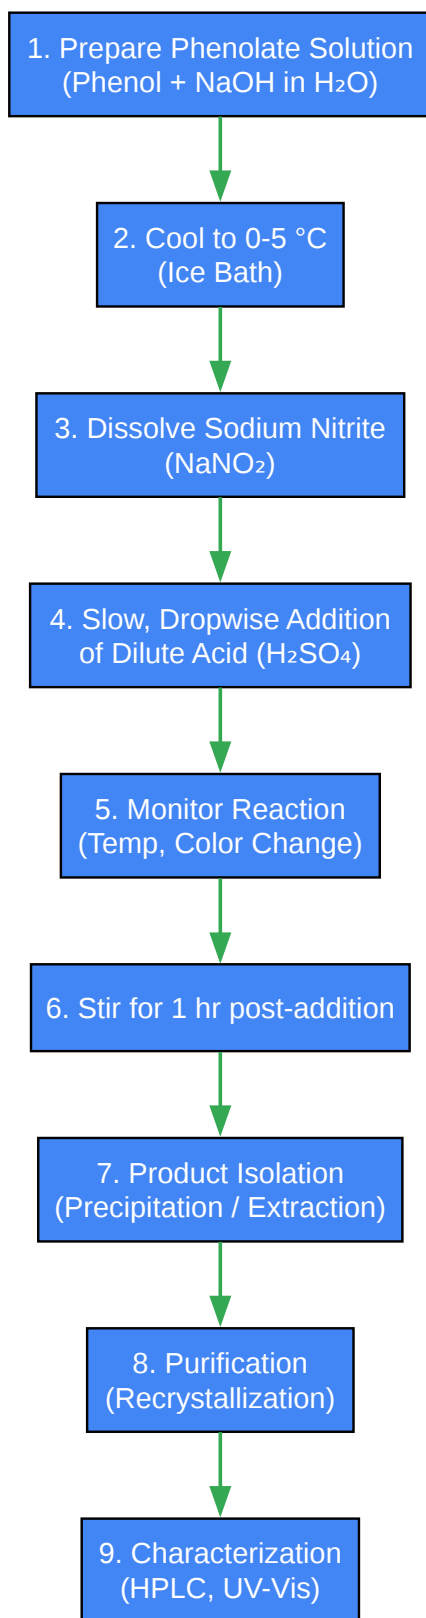 1. Prepare Phenolate Solution
(Phenol + NaOH in H₂O)
2. Cool to 0-5 °C
(Ice Bath)
3. Dissolve Sodium Nitrite
(NaNO₂)
4. Slow, Dropwise Addition
of Dilute Acid (H₂SO₄)
5. Monitor Reaction
(Temp, Color Change)
6. Stir for 1 hr post-addition
7. Product Isolation
(Precipitation / Extraction)
8. Purification
(Recrystallization)
9. Characterization
(HPLC, UV-Vis)